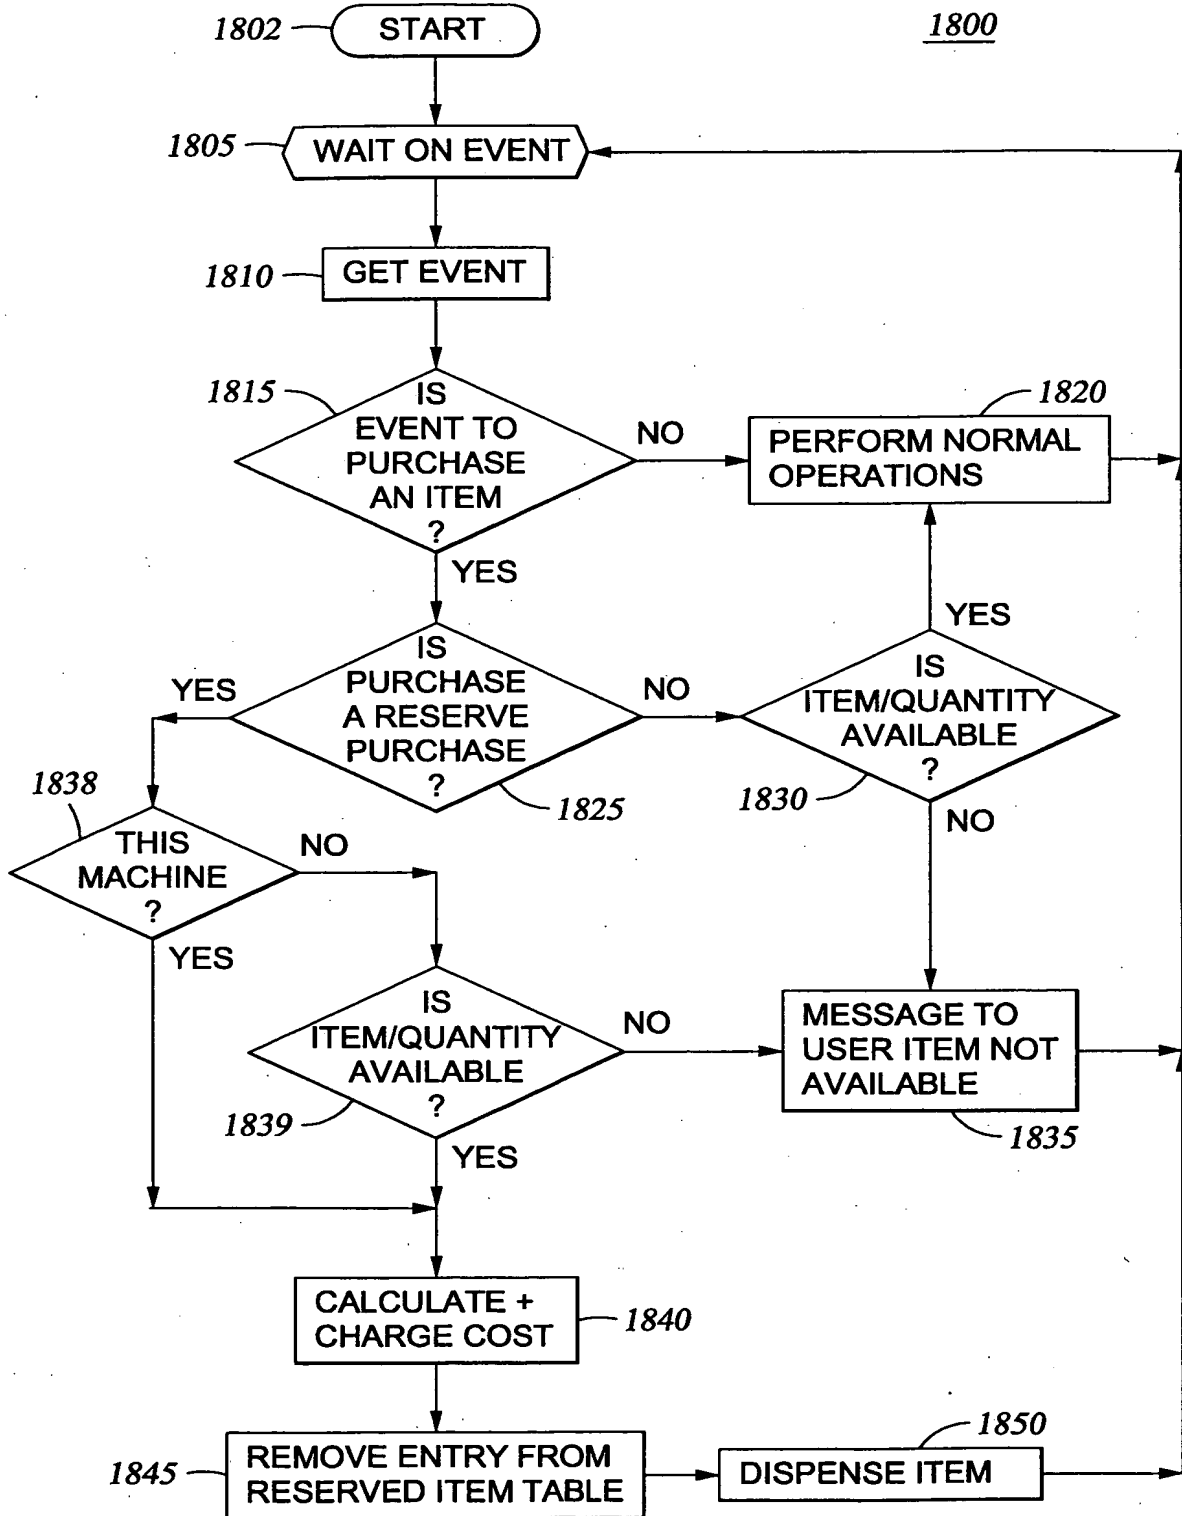 1802
START
1800
1805
WAIT ON EVENT
1810
GET EVENT
1815
IS
EVENT TO
PURCHASE
AN ITEM
?
NO
1820
PERFORM NORMAL
OPERATIONS
YES
IS
PURCHASE
A RESERVE
PURCHASE
?
YES
NO
1825
YES
IS
ITEM/QUANTITY
AVAILABLE
?
1830
NO
1838
THIS
MACHINE
?
NO
YES
IS
ITEM/QUANTITY
AVAILABLE
?
NO
1839
YES
MESSAGE TO
USER ITEM NOT
AVAILABLE
1835
CALCULATE +
CHARGE COST
1840
1845
REMOVE ENTRY FROM
RESERVED ITEM TABLE
1850
DISPENSE ITEM